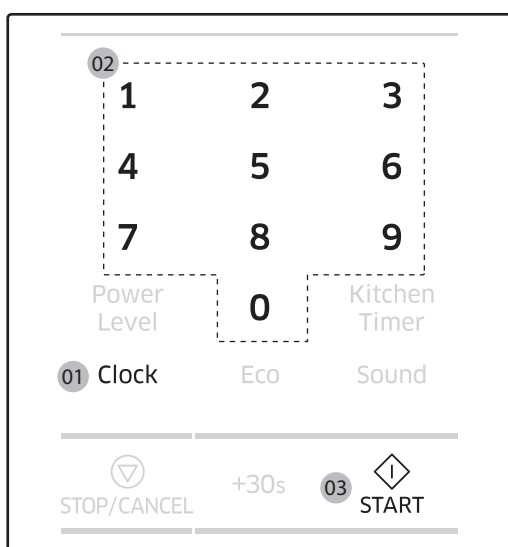 02
1 2 3
4 5 6
7 8 9
Power Level 0 Kitchen Timer
01 Clock Eco Sound
STOP/CANCEL +30s 03 START